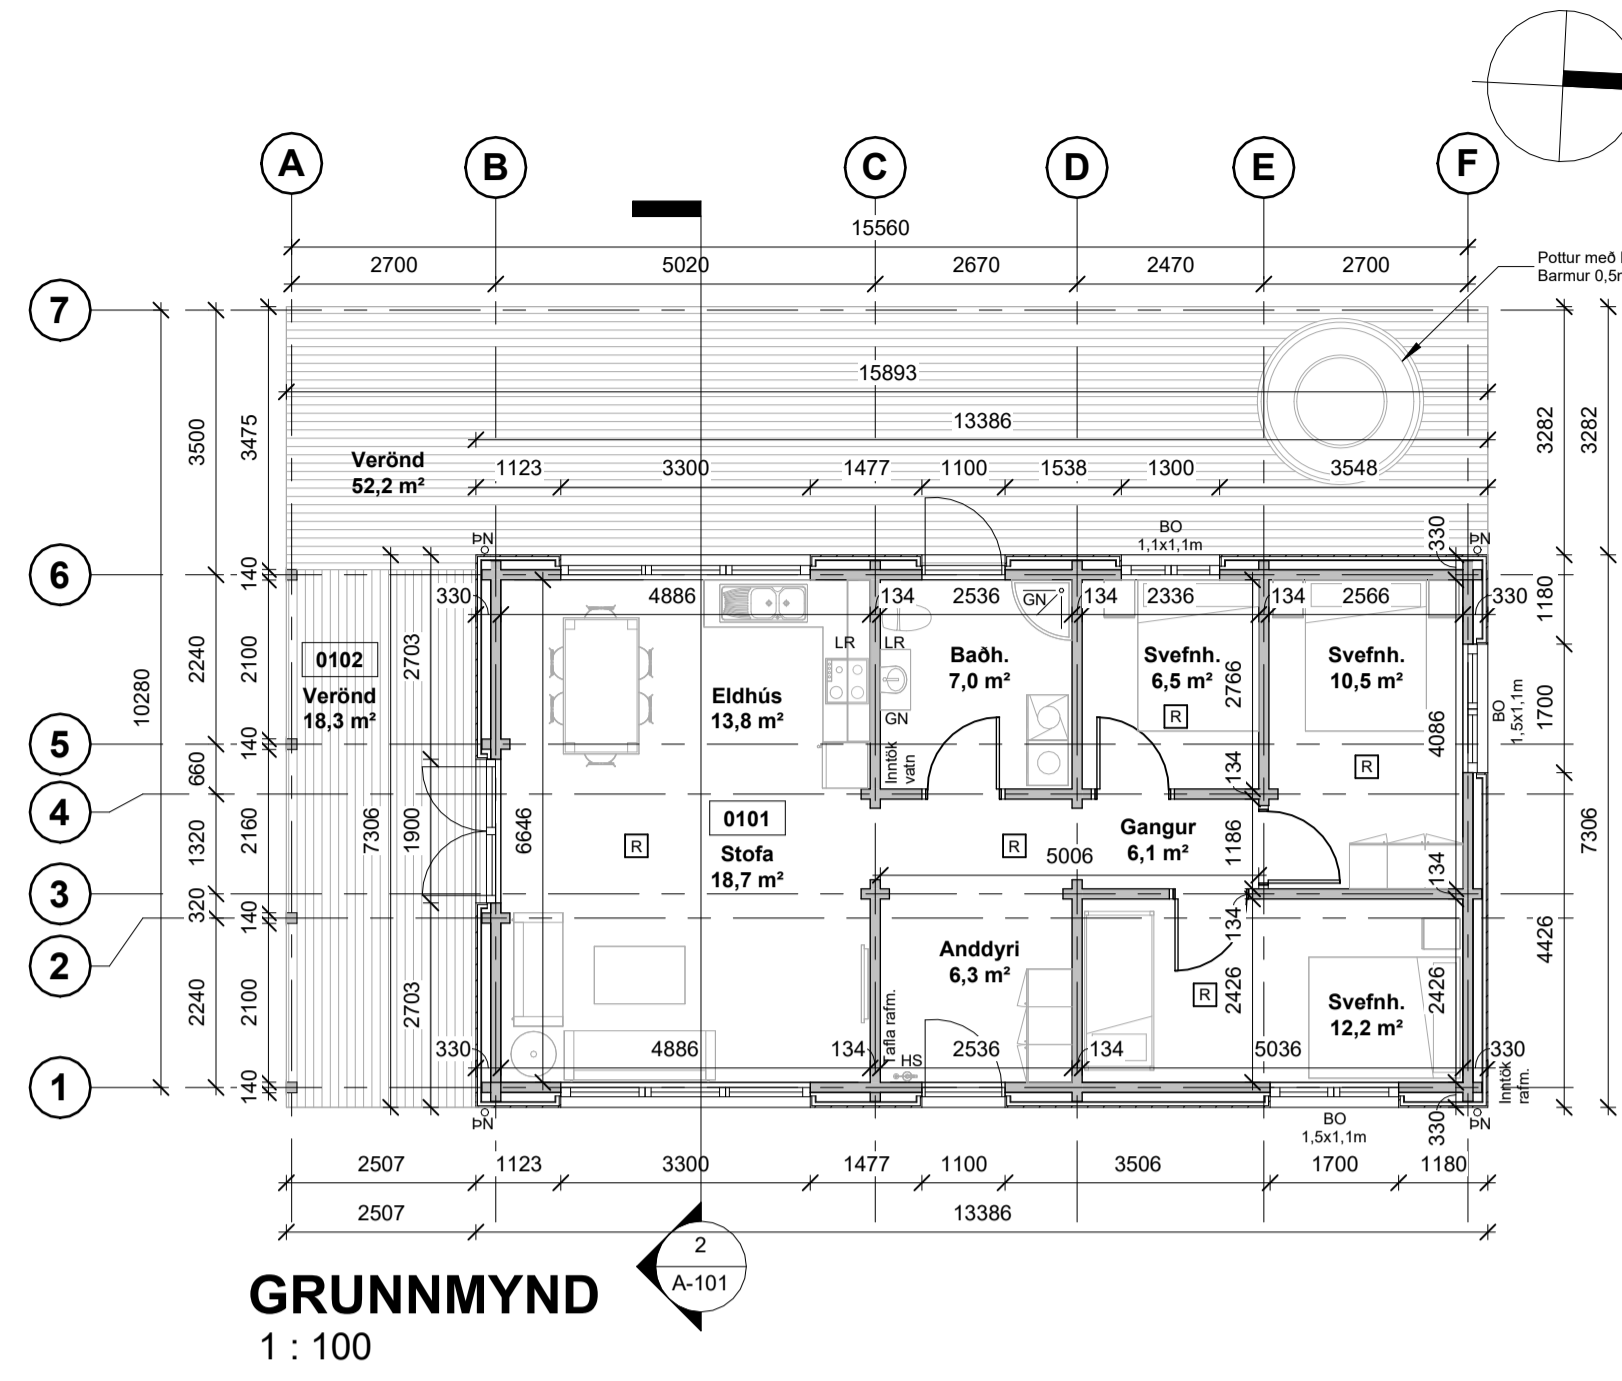 A
B
C
D
E
F
15560
2700
5020
2670
2470
2700
Pottur með
Barmur 0,5
7
6
5
4
3
2
1
10280
3500
2240
660
1320
320
2240
3475
140
2100
140
2160
140
2100
140
15893
13386
Verönd
52,2 m²
1123
3300
1477
1100
1538
1300
3548
3282
3282
ÞN
BO
1,1x1,1m
330
ÞN
330
4886
134
2536
GN
134
2336
134
2566
330
1180
0102
Verönd
18,3 m²
2703
7306
1900
2703
6646
LR
LR
Baðh.
7,0 m²
Svefnh.
6,5 m²
2766
Svefnh.
10,5 m²
Eldhús
13,8 m²
GN
R
BO
1,5x1,1m
1700
4086
Inntök
vatn
134
R
0101
Stofa
18,7 m²
R
R
5006
Gangur
6,1 m²
1186
134
7306
134
4426
Anddyri
6,3 m²
2426
R
2426
Svefnh.
12,2 m²
Tafla rafm.
HS
330
4886
134
2536
134
5036
330
Inntök
rafm.
ÞN
BO
1,5x1,1m
330
ÞN
2507
1123
3300
1477
1100
3506
1700
1180
2507
13386
2
A-101
GRUNNMYND
1 : 100